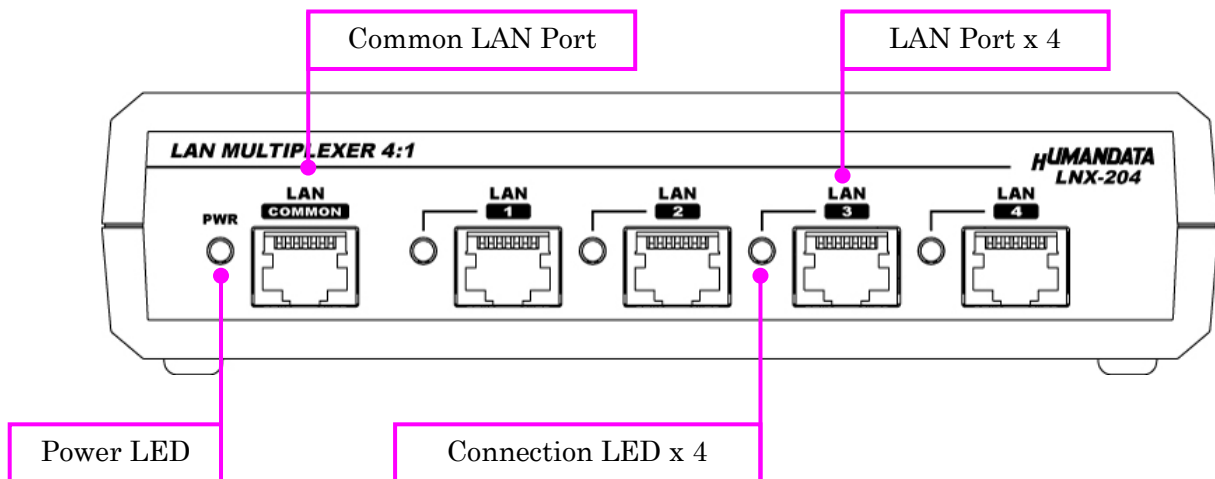 Common LAN Port
LAN Port x 4
LAN MULTIPLEXER 4:1
HUMANDATA
LNX-204
PWR
LAN
COMMON
LAN
1
LAN
2
LAN
3
LAN
4
Power LED
Connection LED x 4